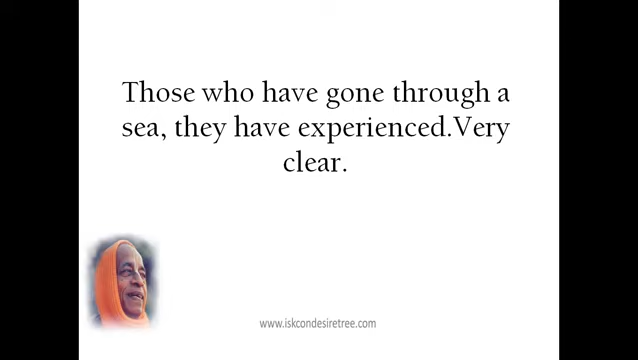 Those who have gone through a
sea, they have experienced.Very
clear.
www.iskcondesiretree.com